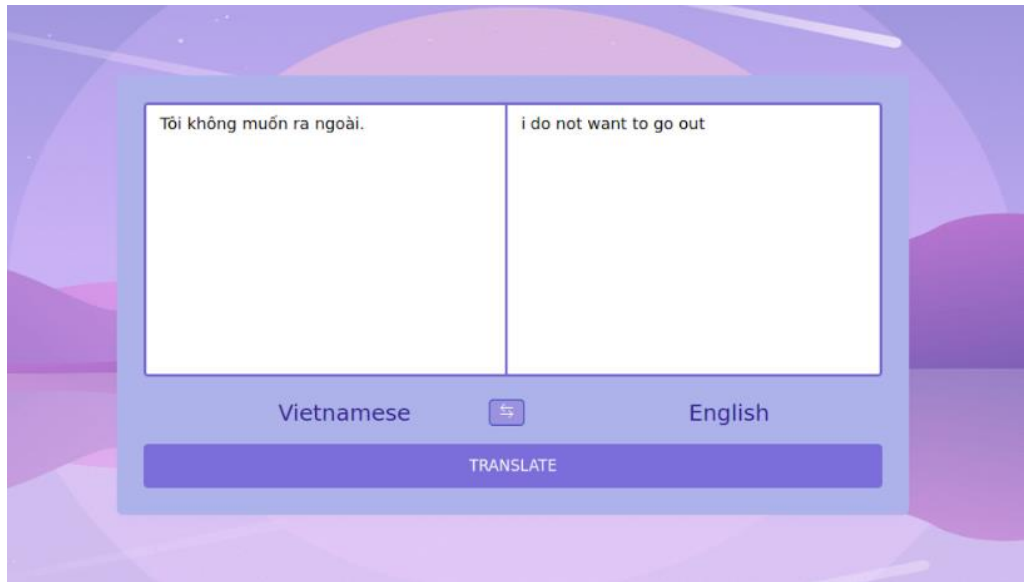 Tôi không muốn ra ngoài.
i do not want to go out
Vietnamese
English
TRANSLATE